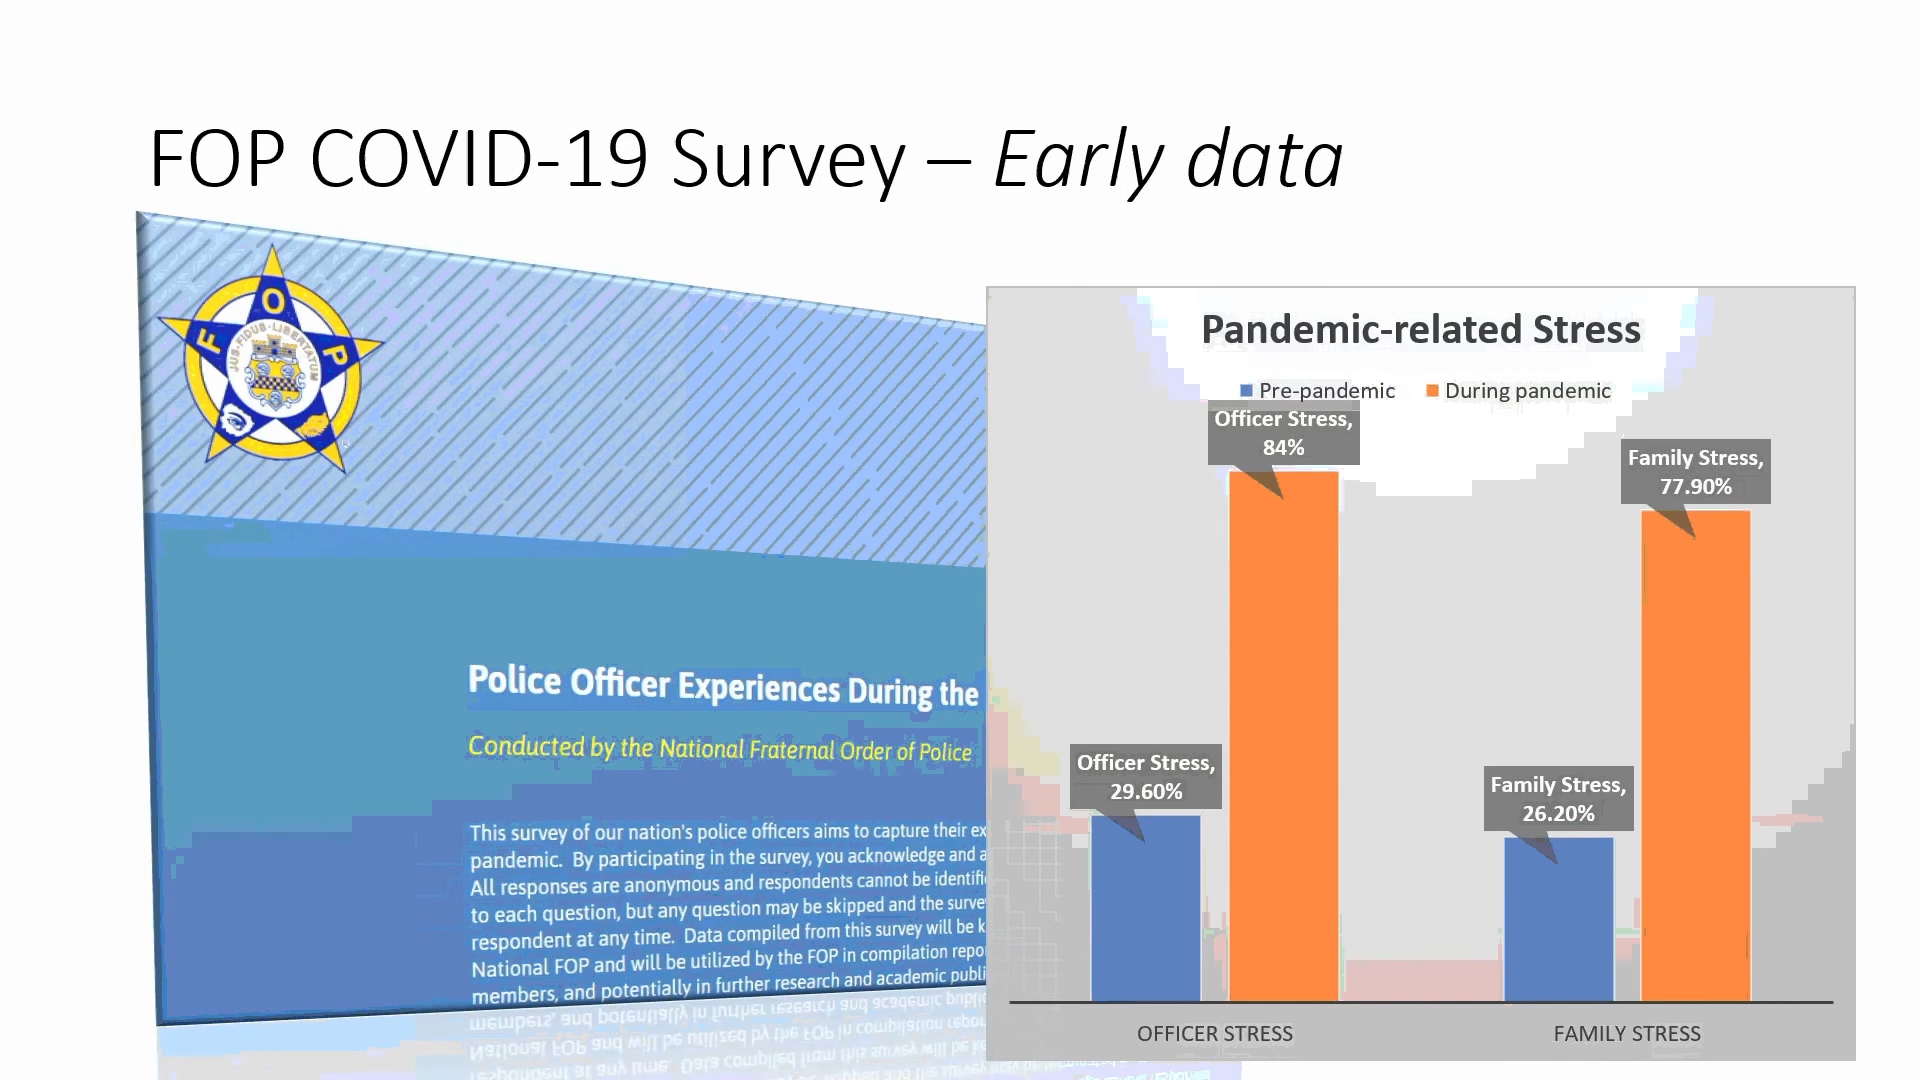 FOP COVID-19 Survey – Early data
F
O
P
JUS·FIDUS·LIBERTATUM
Police Officer Experiences During the
Conducted by the National Fraternal Order of Police
This survey of our nation's police officers aims to capture their ex
pandemic. By participating in the survey, you acknowledge and a
All responses are anonymous and respondents cannot be identifi
to each question, but any question may be skipped and the surve
respondent at any time. Data compiled from this survey will be k
National FOP and will be utilized by the FOP in compilation repo
members, and potentially in further research and academic publi
Pandemic-related Stress
Pre-pandemic
During pandemic
Officer Stress,
84%
Family Stress,
77.90%
Officer Stress,
29.60%
Family Stress,
26.20%
OFFICER STRESS
FAMILY STRESS